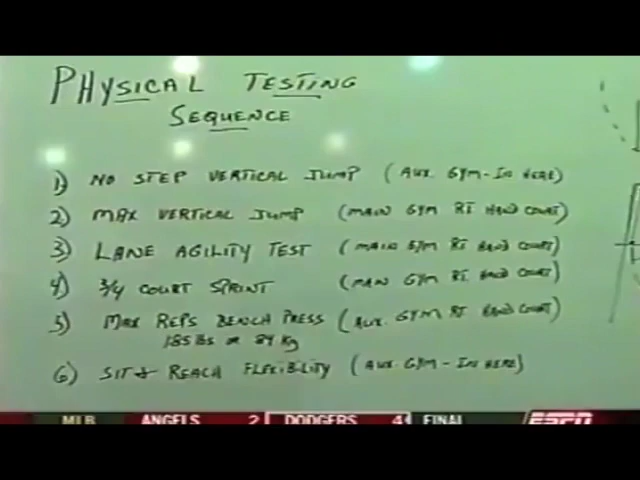 PHYSICAL TESTING
SEQUENCE
1) NO STEP VERTICAL JUMP (AUX. GYM - IN HERE)
2) MAX VERTICAL JUMP (MAIN GYM RT HAND COURT)
3) LANE AGILITY TEST (MAIN GYM RT HAND COURT)
4) 3/4 COURT SPRINT (MAIN GYM RT. HAND COURT)
5) MAX REPS BENCH PRESS (AUX. GYM RT HAND COURT)
185 lbs or 84 Kg
6) SIT & REACH FLEXIBILITY (AUX. GYM - IN HERE)
MLB ANGELS 2 DODGERS 4 FINAL ESPN